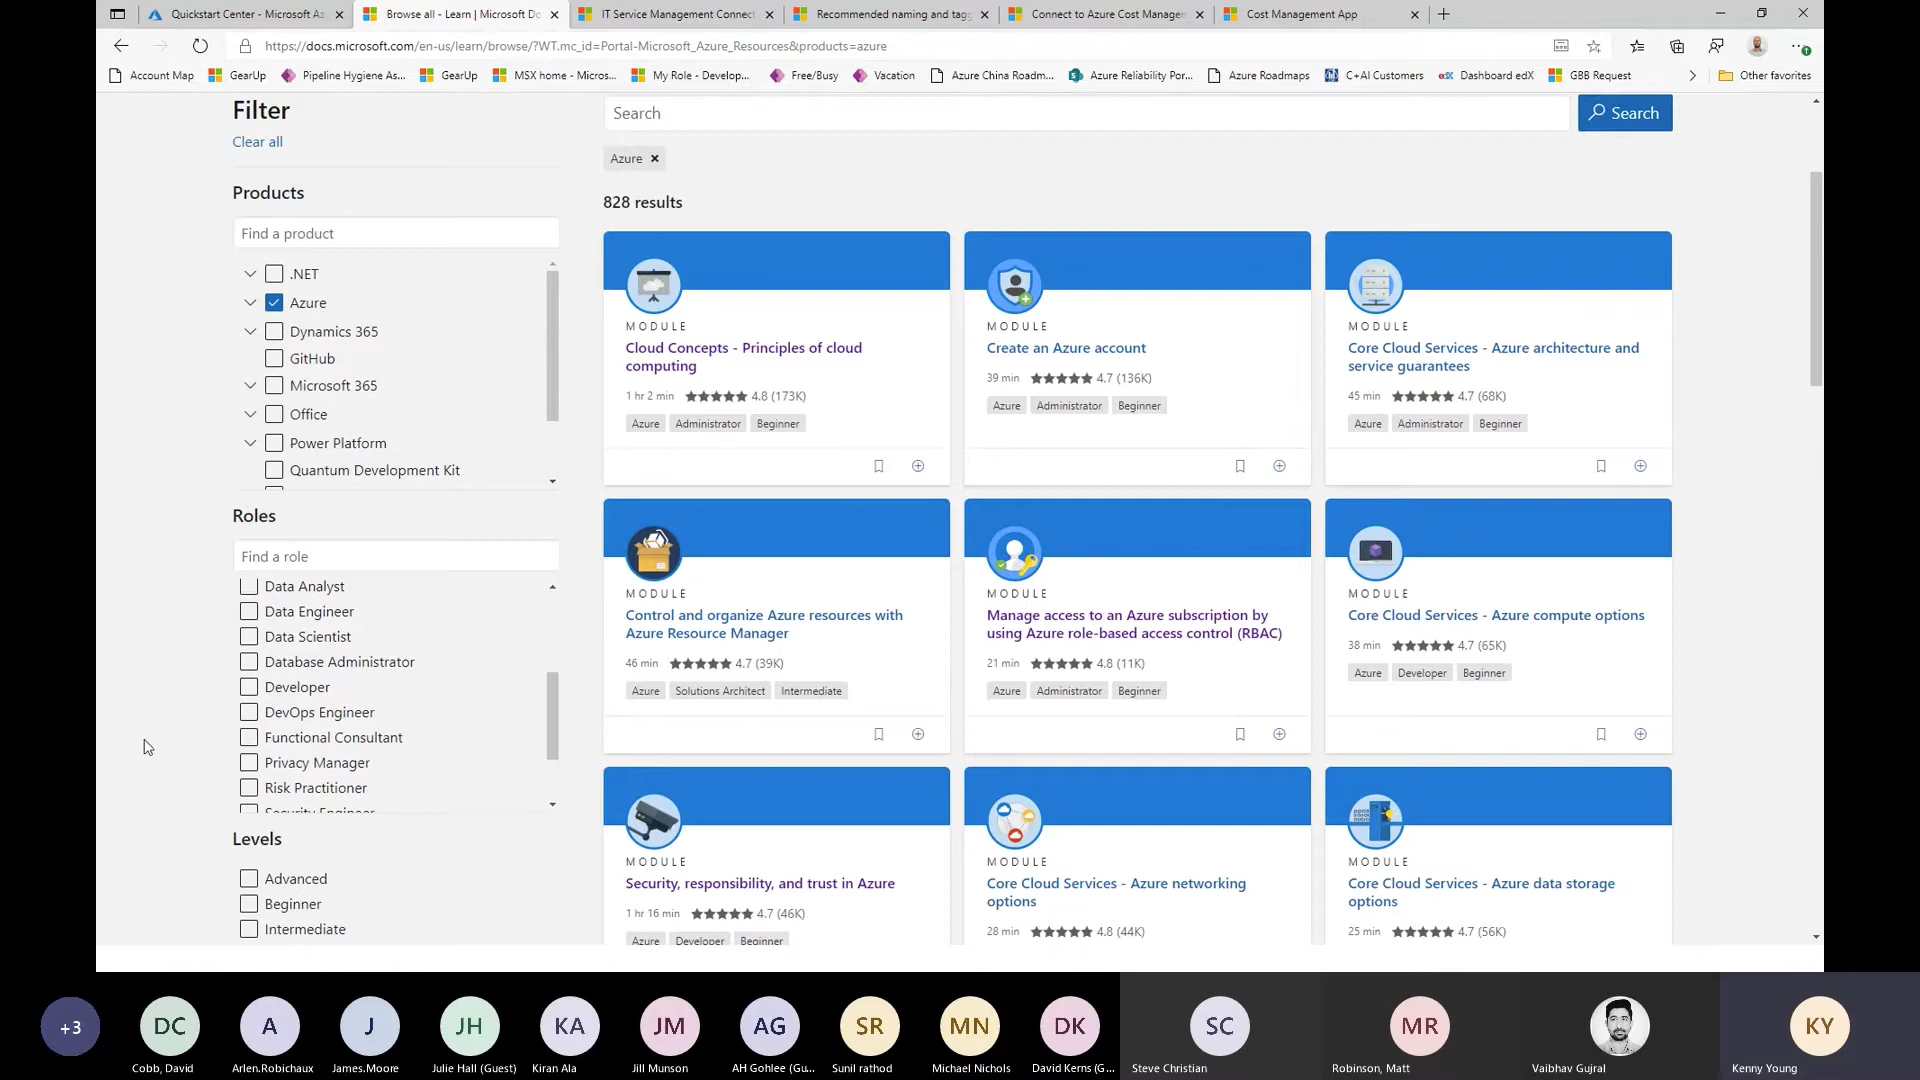 Quickstart Center - Microsoft Az
Browse all - Learn | Microsoft Do
IT Service Management Connect
Recommended naming and tagg
Connect to Azure Cost Managem
Cost Management App
https://docs.microsoft.com/en-us/learn/browse/?WT.mc_id=Portal-Microsoft_Azure_Resources&products=azure
Account Map
GearUp
Pipeline Hygiene As...
GearUp
MSX home - Micros...
My Role - Develop...
Free/Busy
Vacation
Azure China Roadm...
Azure Reliability Por...
Azure Roadmaps
C+AI Customers
edX Dashboard edX
GBB Request
Other favorites
Filter
Clear all
Products
Find a product
.NET
Azure
Dynamics 365
GitHub
Microsoft 365
Office
Power Platform
Quantum Development Kit
Roles
Find a role
Data Analyst
Data Engineer
Data Scientist
Database Administrator
Developer
DevOps Engineer
Functional Consultant
Privacy Manager
Risk Practitioner
Security Engineer
Levels
Advanced
Beginner
Intermediate
Search
Search
Azure
828 results
MODULE
Cloud Concepts - Principles of cloud
computing
1 hr 2 min 4.8 (173K)
Azure Administrator Beginner
MODULE
Create an Azure account
39 min 4.7 (136K)
Azure Administrator Beginner
MODULE
Core Cloud Services - Azure architecture and
service guarantees
45 min 4.7 (68K)
Azure Administrator Beginner
MODULE
Control and organize Azure resources with
Azure Resource Manager
46 min 4.7 (39K)
Azure Solutions Architect Intermediate
MODULE
Manage access to an Azure subscription by
using Azure role-based access control (RBAC)
21 min 4.8 (11K)
Azure Administrator Beginner
MODULE
Core Cloud Services - Azure compute options
38 min 4.7 (65K)
Azure Developer Beginner
MODULE
Security, responsibility, and trust in Azure
1 hr 16 min 4.7 (46K)
Azure Developer Beginner
MODULE
Core Cloud Services - Azure networking
options
28 min 4.8 (44K)
MODULE
Core Cloud Services - Azure data storage
options
25 min 4.7 (56K)
+3
DC
A
J
JH
KA
JM
AG
SR
MN
DK
SC
MR
KY
Cobb, David
Arlen.Robichaux
James.Moore
Julie Hall (Guest)
Kiran Ala
Jill Munson
AH Gohlee (Gu...
Sunil rathod
Michael Nichols
David Kerns (G...
Steve Christian
Robinson, Matt
Vaibhav Gujral
Kenny Young